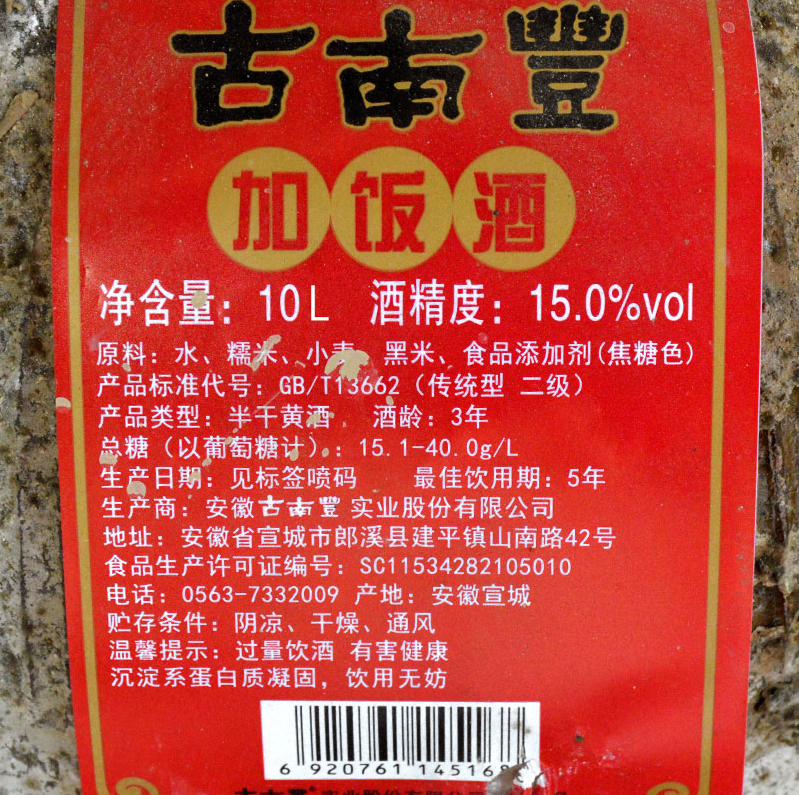 古南豐
加饭酒
净含量：10L 酒精度：15.0%vol
原料：水、糯米、小麦、黑米、食品添加剂(焦糖色)
产品标准代号：GB/T13662（传统型 二级）
产品类型：半干黄酒 酒龄：3年
总糖（以葡萄糖计）：15.1-40.0g/L
生产日期：见标签喷码 最佳饮用期：5年
生产商：安徽古南豐实业股份有限公司
地址：安徽省宣城市郎溪县建平镇山南路42号
食品生产许可证编号：SC11534282105010
电话：0563-7332009 产地：安徽宣城
贮存条件：阴凉、干燥、通风
温馨提示：过量饮酒 有害健康
沉淀系蛋白质凝固，饮用无妨
6 920761 14516